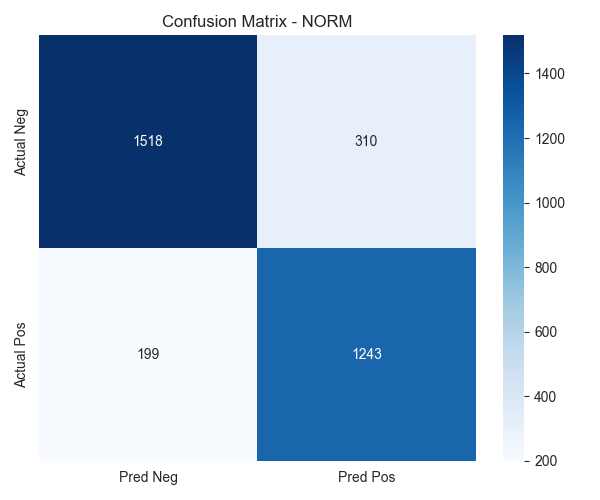 Confusion Matrix - NORM
Actual Neg
1518
310
Actual Pos
199
1243
Pred Neg
Pred Pos
1400
1200
1000
800
600
400
200